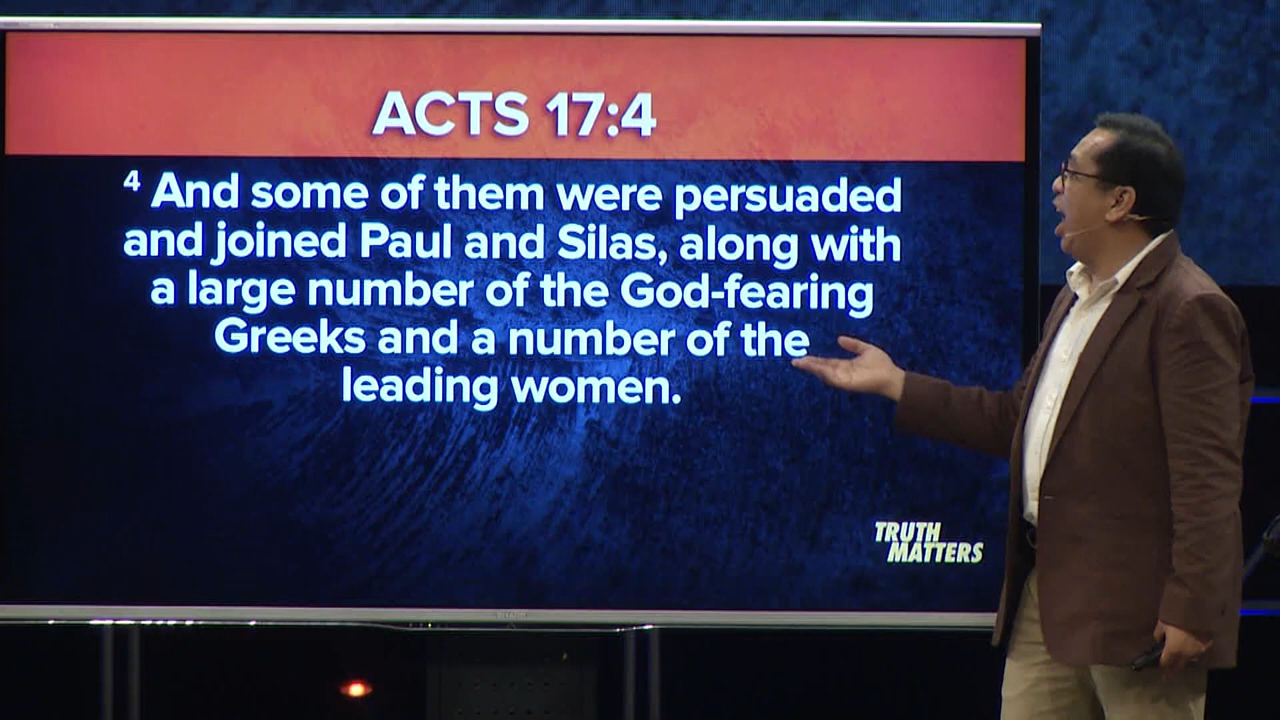 ACTS 17:4
4 And some of them were persuaded
and joined Paul and Silas, along with
a large number of the God-fearing
Greeks and a number of the
leading women.
TRUTH
MATTERS